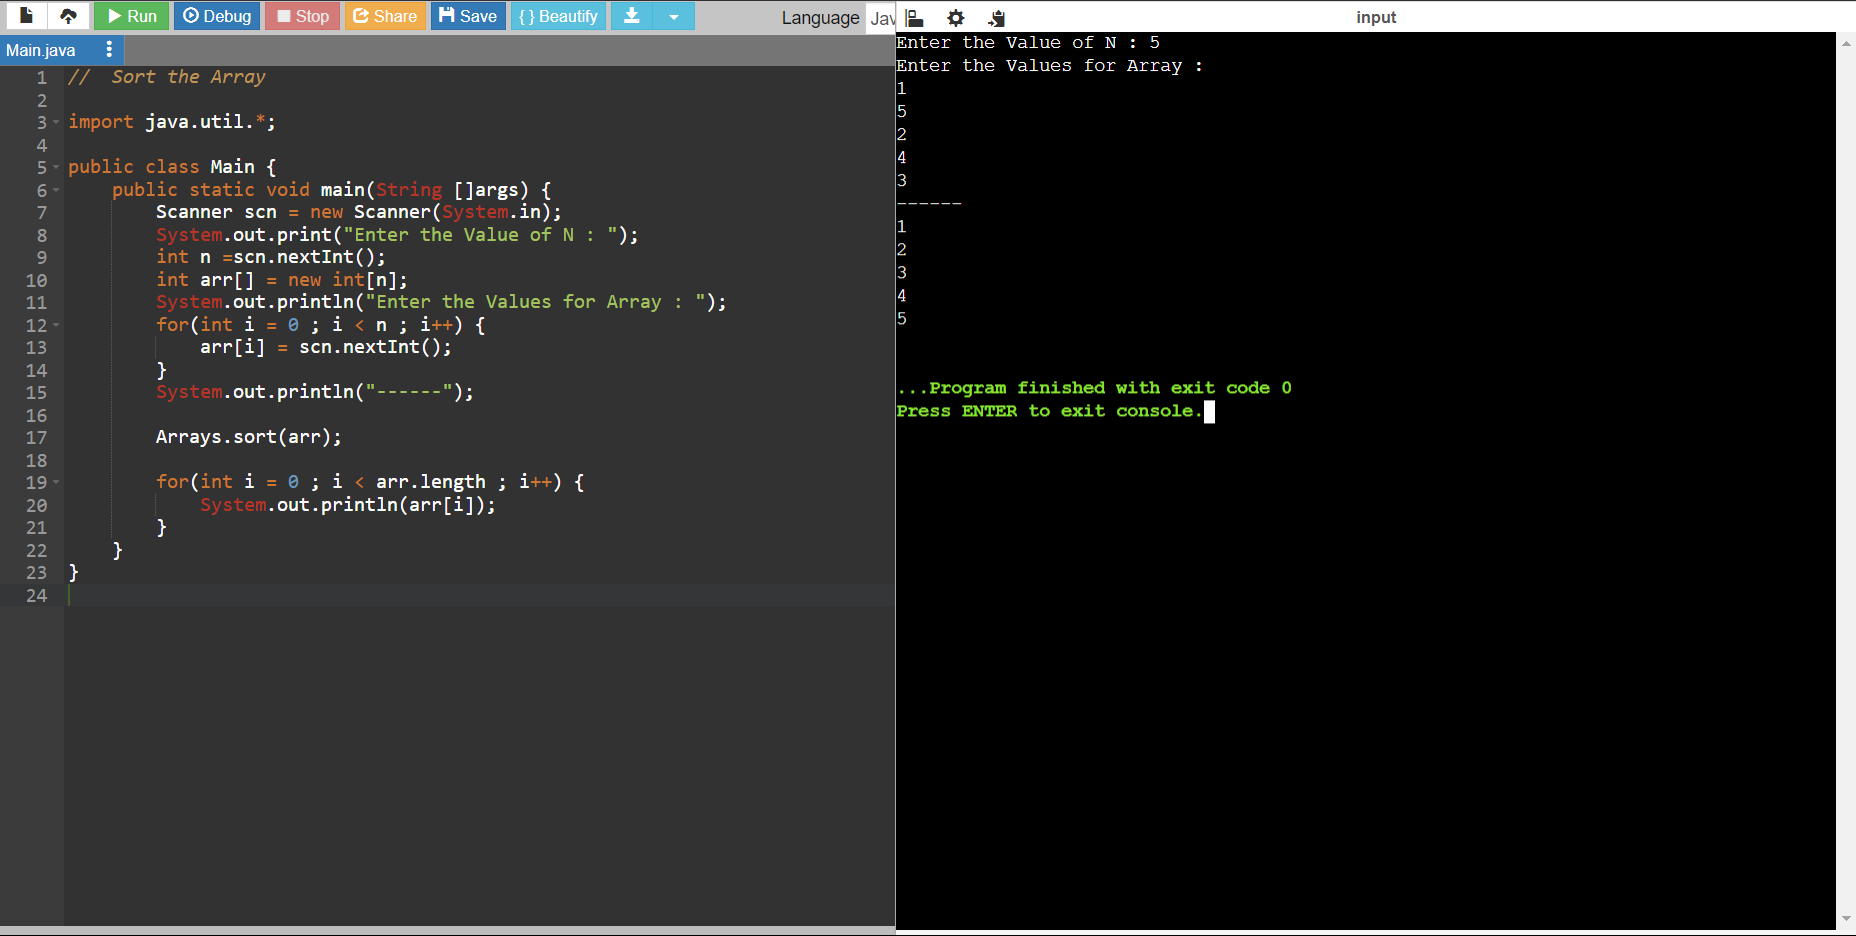 Run Debug Stop Share Save { } Beautify Language Jav
Main.java
1 //  Sort the Array
2
3 import java.util.*;
4
5 public class Main {
6     public static void main(String []args) {
7         Scanner scn = new Scanner(System.in);
8         System.out.print("Enter the Value of N : ");
9         int n =scn.nextInt();
10         int arr[] = new int[n];
11         System.out.println("Enter the Values for Array : ");
12         for(int i = 0 ; i < n ; i++) {
13             arr[i] = scn.nextInt();
14         }
15         System.out.println("------");
16
17         Arrays.sort(arr);
18
19         for(int i = 0 ; i < arr.length ; i++) {
20             System.out.println(arr[i]);
21         }
22     }
23 }
24
input
Enter the Value of N : 5
Enter the Values for Array :
1
5
2
4
3
------
1
2
3
4
5
...Program finished with exit code 0
Press ENTER to exit console.